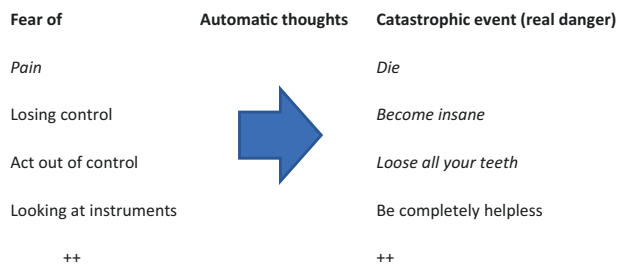 Fear of Automatic thoughts Catastrophic event (real danger)
Pain Die
Losing control Become insane
Act out of control Loose all your teeth
Looking at instruments Be completely helpless
++ ++